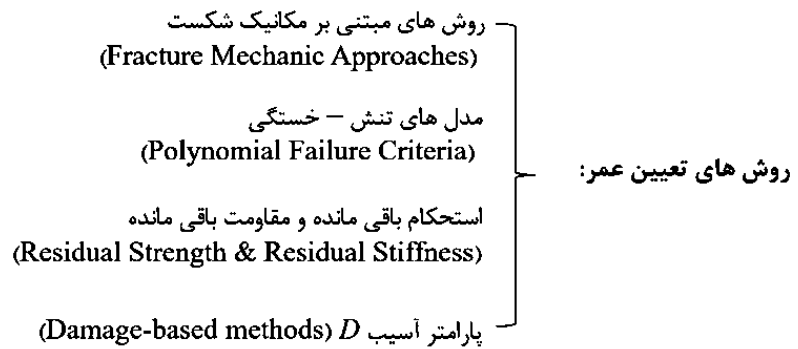 روش های تعیین عمر:
روش های مبتنی بر مکانیک شکست
(Fracture Mechanic Approaches)
مدل های تنش – خستگی
(Polynomial Failure Criteria)
استحکام باقی مانده و مقاومت باقی مانده
(Residual Strength & Residual Stiffness)
پارامتر آسیب D (Damage-based methods)